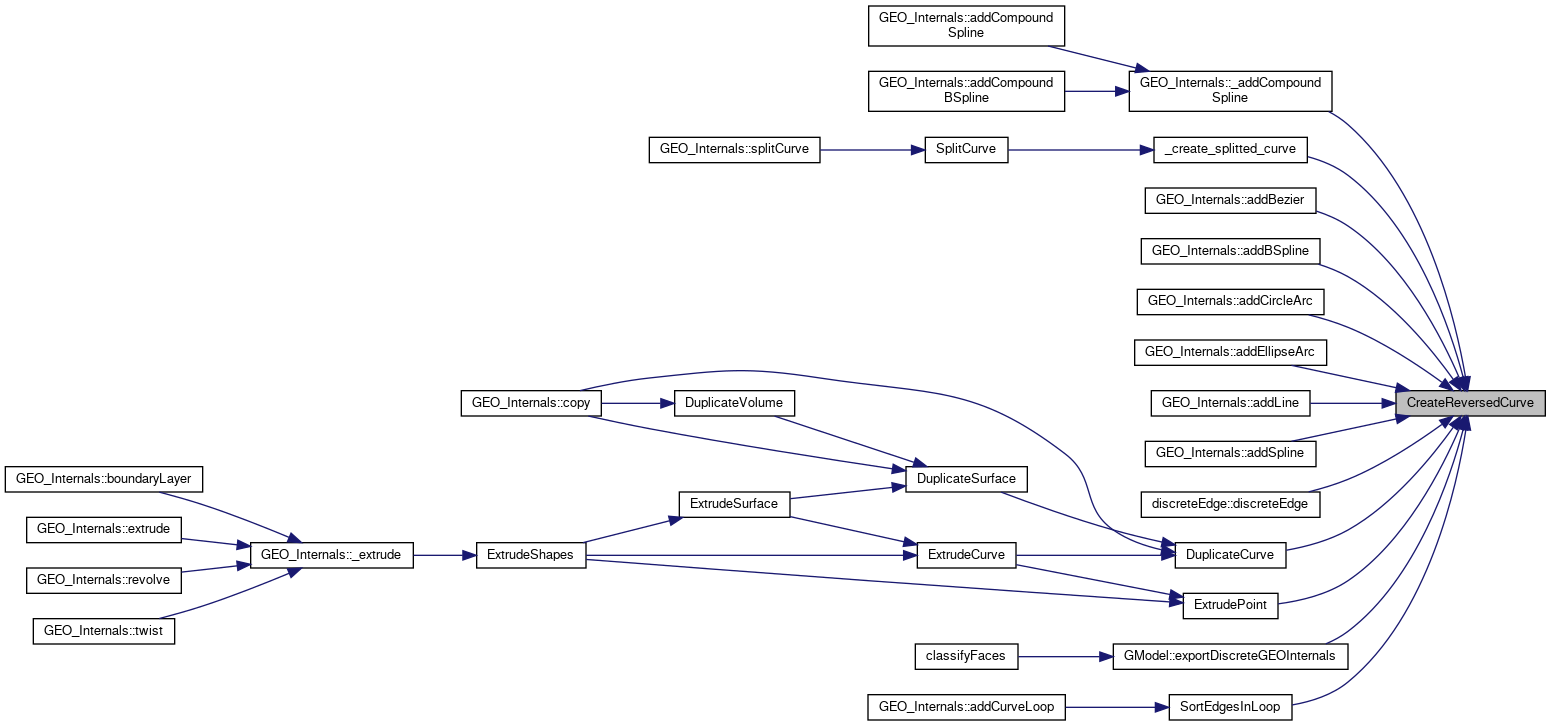 GEO_Internals::addCompound
Spline
GEO_Internals::addCompound
BSpline
GEO_Internals::_addCompound
Spline
GEO_Internals::splitCurve
SplitCurve
_create_splitted_curve
GEO_Internals::addBezier
GEO_Internals::addBSpline
GEO_Internals::addCircleArc
GEO_Internals::addEllipseArc
GEO_Internals::copy
DuplicateVolume
GEO_Internals::addLine
CreateReversedCurve
GEO_Internals::addSpline
GEO_Internals::boundaryLayer
DuplicateSurface
ExtrudeSurface
discreteEdge::discreteEdge
GEO_Internals::extrude
GEO_Internals::_extrude
ExtrudeShapes
ExtrudeCurve
DuplicateCurve
GEO_Internals::revolve
ExtrudePoint
GEO_Internals::twist
classifyFaces
GModel::exportDiscreteGEOInternals
GEO_Internals::addCurveLoop
SortEdgesInLoop